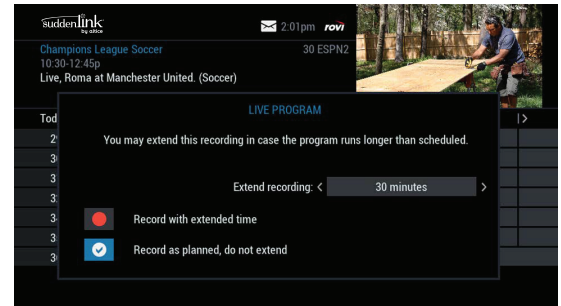 suddenlink
by altice
2:01pm rovi
Champions League Soccer 30 ESPN2
10:30-12:45p
Live, Roma at Manchester United. (Soccer)
Tod
LIVE PROGRAM
You may extend this recording in case the program runs longer than scheduled.
Extend recording: < 30 minutes >
Record with extended time
Record as planned, do not extend